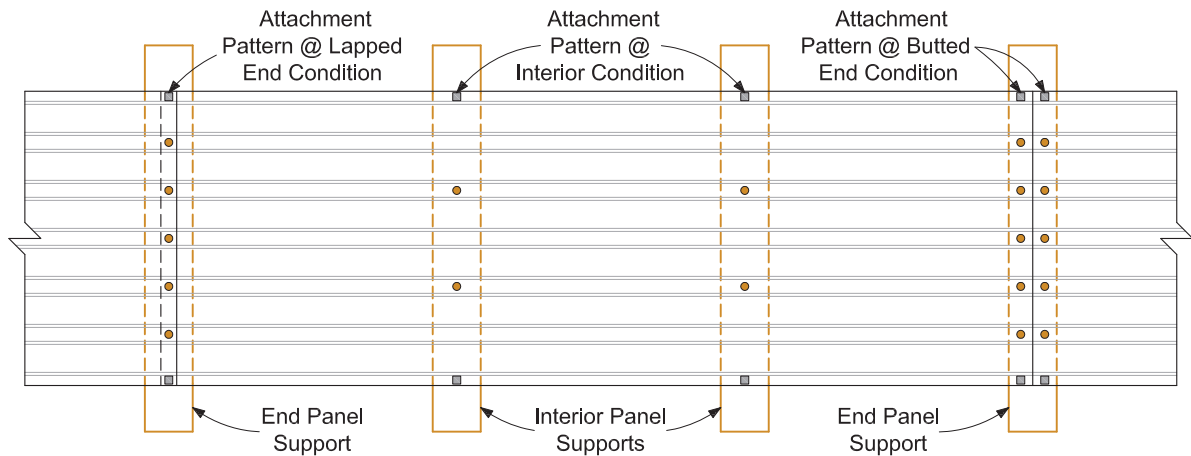 Attachment
Pattern @ Lapped
End Condition
Attachment
Pattern @
Interior Condition
Attachment
Pattern @ Butted
End Condition
End Panel
Support
Interior Panel
Supports
End Panel
Support